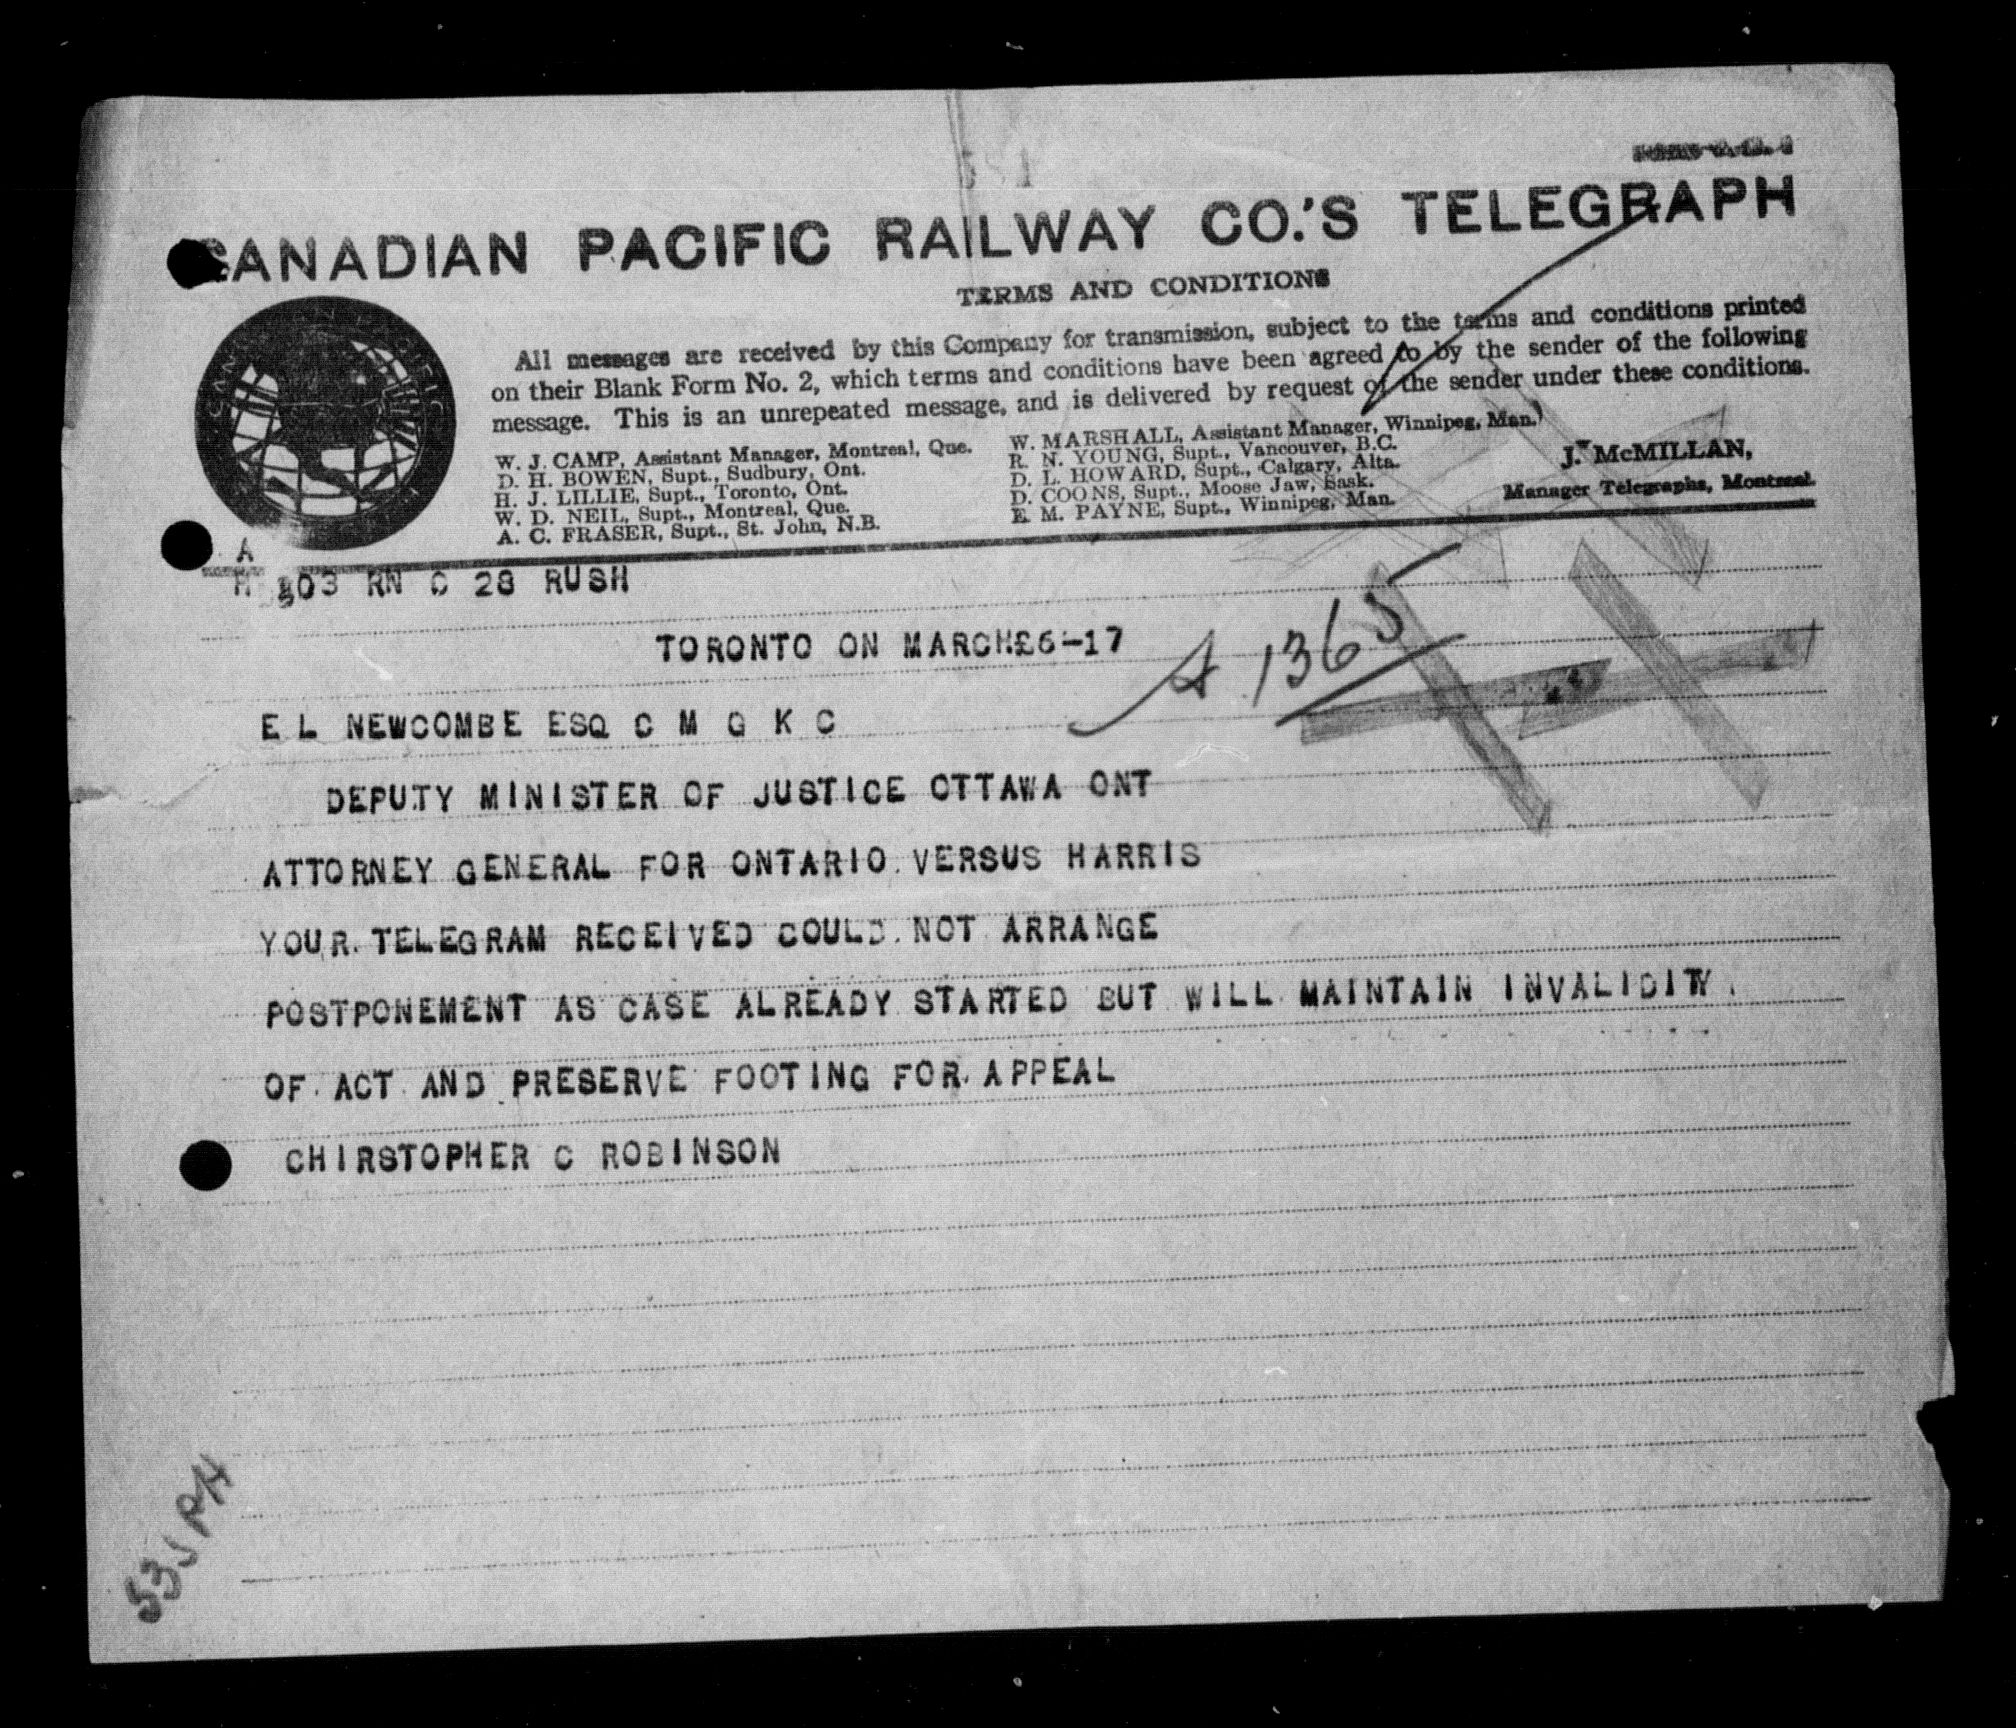 CANADIAN PACIFIC RAILWAY CO.'S TELEGRAPH
TERMS AND CONDITIONS
All messages are received by this Company for transmission, subject to the terms and conditions printed
on their Blank Form No. 2, which terms and conditions have been agreed to by the sender of the following
message. This is an unrepeated message, and is delivered by request of the sender under these conditions.
W. J. CAMP, Assistant Manager, Montreal, Que.
D. H. BOWEN, Supt., Sudbury, Ont.
H. J. LILLIE, Supt., Toronto, Ont.
W. D. NEIL, Supt., Montreal, Que.
A. C. FRASER, Supt., St. John, N.B.
W. MARSHALL, Assistant Manager, Winnipeg, Man.
R. N. YOUNG, Supt., Vancouver, B.C.
D. L. HOWARD, Supt., Calgary, Alta.
D. COONS, Supt., Moose Jaw, Sask.
E. M. PAYNE, Supt., Winnipeg, Man.
J. McMILLAN,
Manager Telegraphs, Montreal.
A
RN C 28 RUSH
TORONTO ON MARCH£6-17
A 1365
E L NEWCOMBE ESQ C M G K C
DEPUTY MINISTER OF JUSTICE OTTAWA ONT
ATTORNEY GENERAL FOR ONTARIO VERSUS HARRIS
YOUR TELEGRAM RECEIVED COULD NOT ARRANGE
POSTPONEMENT AS CASE ALREADY STARTED BUT WILL MAINTAIN INVALIDITY
OF ACT AND PRESERVE FOOTING FOR APPEAL
CHIRSTOPHER C ROBINSON